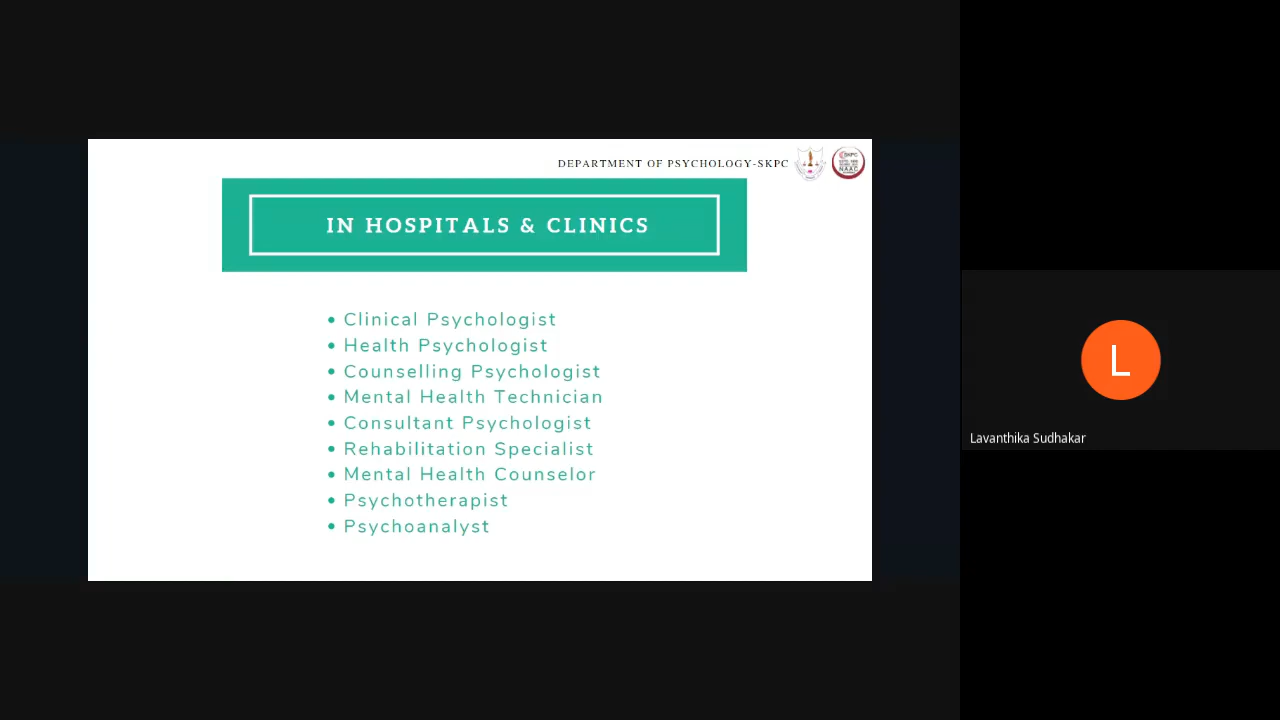 DEPARTMENT OF PSYCHOLOGY-SKPC
IN HOSPITALS & CLINICS
• Clinical Psychologist
• Health Psychologist
• Counselling Psychologist
• Mental Health Technician
• Consultant Psychologist
• Rehabilitation Specialist
• Mental Health Counselor
• Psychotherapist
• Psychoanalyst
L
Lavanthika Sudhakar